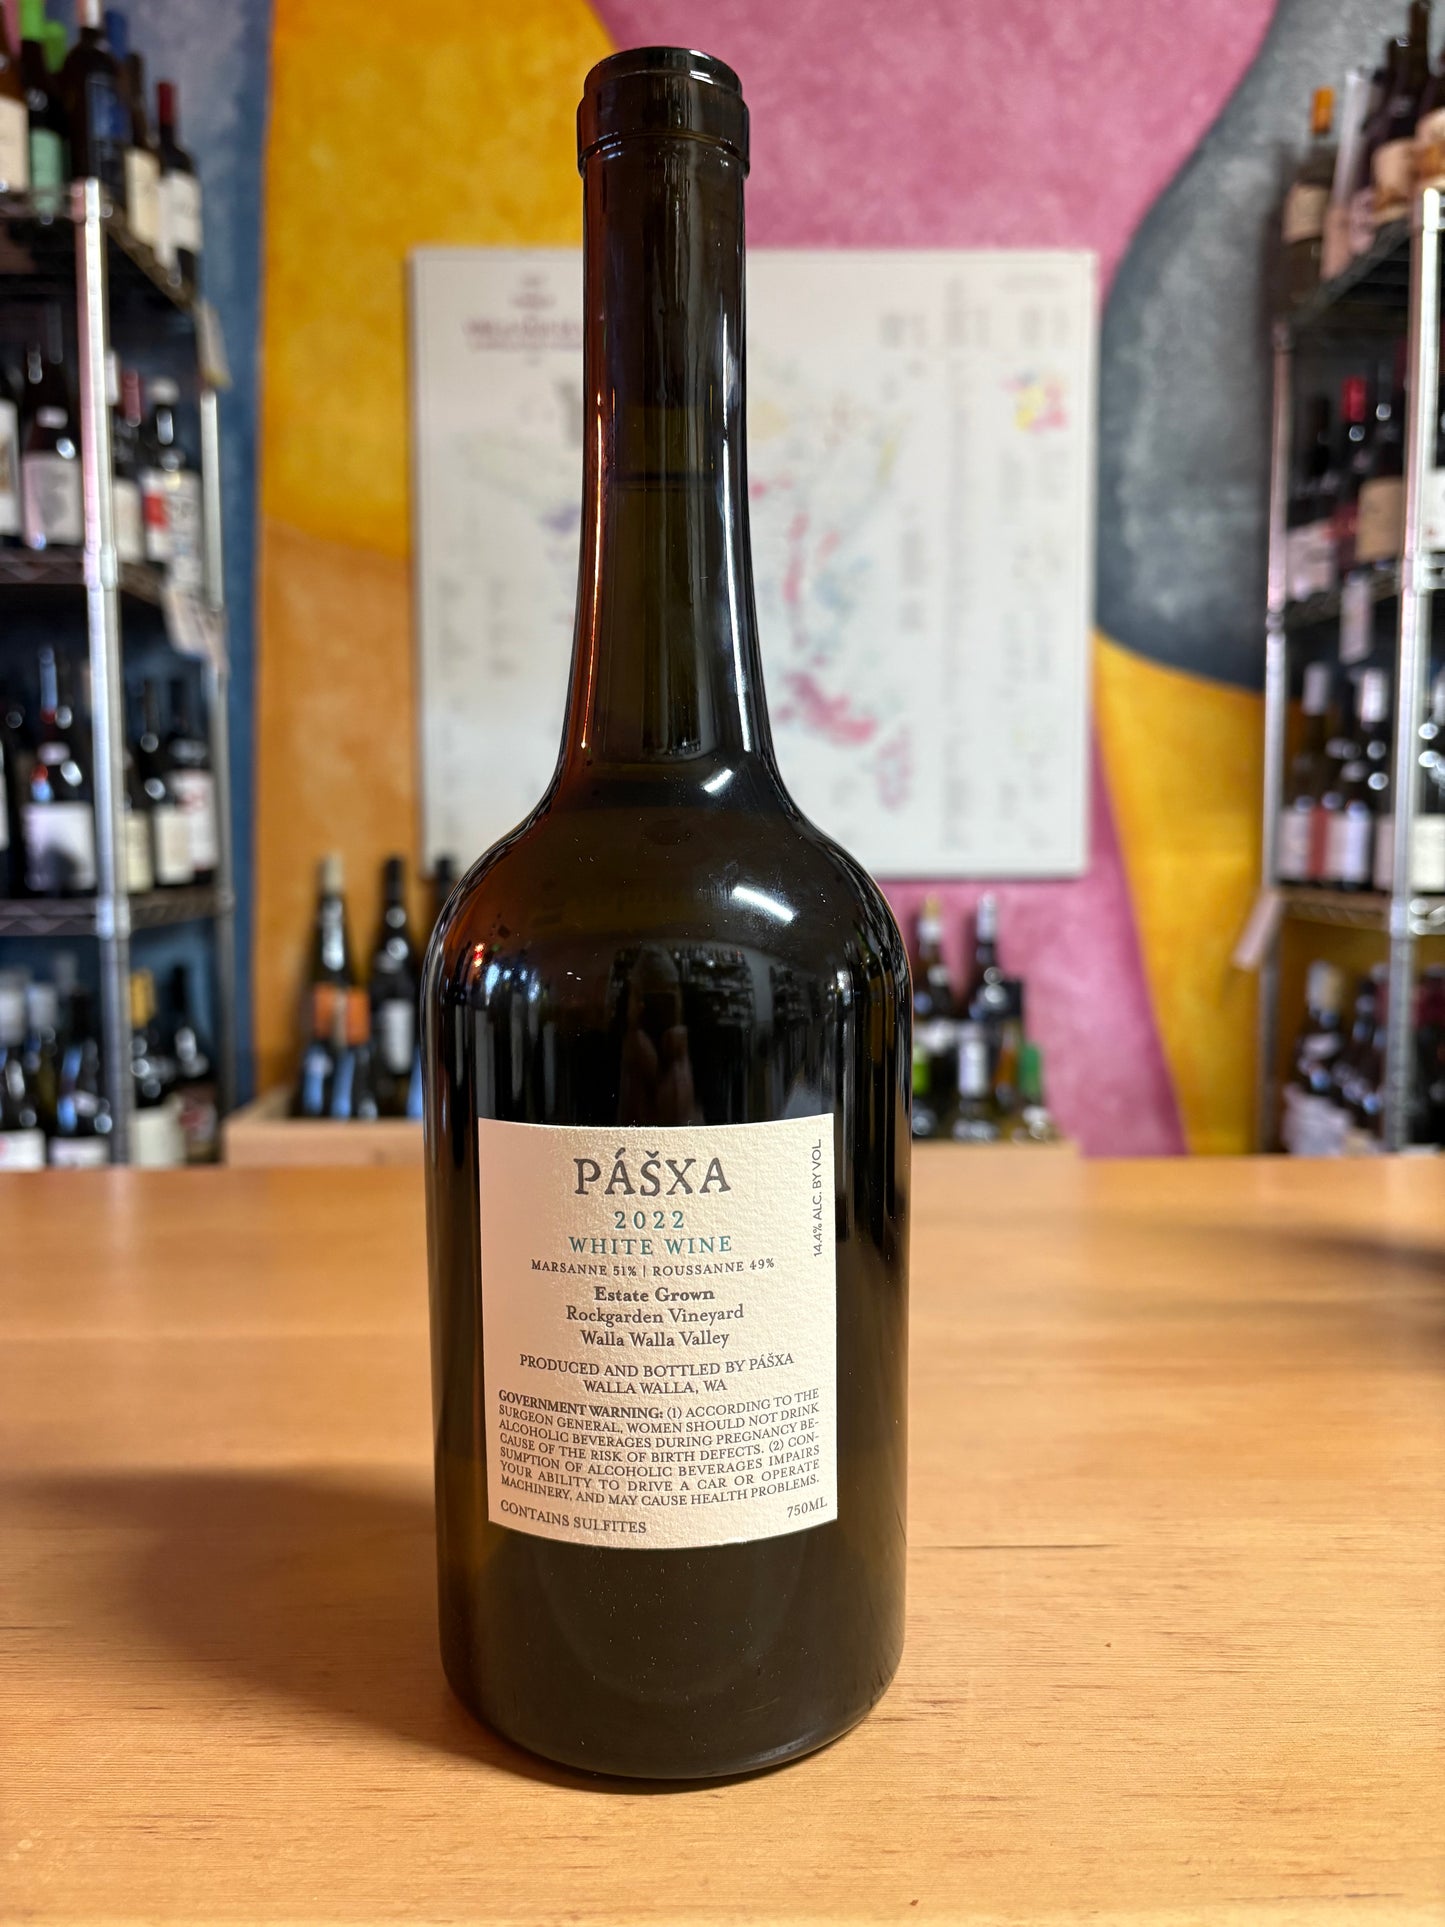 PÁŠXA
2022
WHITE WINE
MARSANNE 51% | ROUSSANNE 49%
Estate Grown
Rockgarden Vineyard
Walla Walla Valley
PRODUCED AND BOTTLED BY PÁŠXA
WALLA WALLA, WA
GOVERNMENT WARNING: (1) ACCORDING TO THE
SURGEON GENERAL, WOMEN SHOULD NOT DRINK
ALCOHOLIC BEVERAGES DURING PREGNANCY BE-
CAUSE OF THE RISK OF BIRTH DEFECTS. (2) CON-
SUMPTION OF ALCOHOLIC BEVERAGES IMPAIRS
YOUR ABILITY TO DRIVE A CAR OR OPERATE
MACHINERY, AND MAY CAUSE HEALTH PROBLEMS.
CONTAINS SULFITES
750ML
14.4% ALC. BY VOL